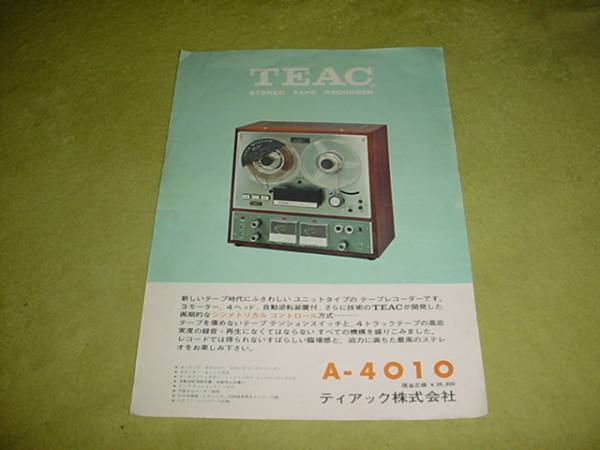 TEAC
STEREO TAPE RECORDER
新しいテープ時代にふさわしい ユニットタイプの テープレコーダーです。
3モーター、4ヘッド、自動逆転装置付、さらに技術のTEACが開発した
画期的なシンメトリカル コントロール方式
テープを傷めないテープ テンションスイッチと、4トラックテープの高忠
実度の録音・再生になくてはならない すべての機構を盛りこみました。
レコードでは得られないすばらしい臨場感と、迫力に満ちた最高のステレ
オをお楽しみ下さい。
A-4010
ティアック株式会社